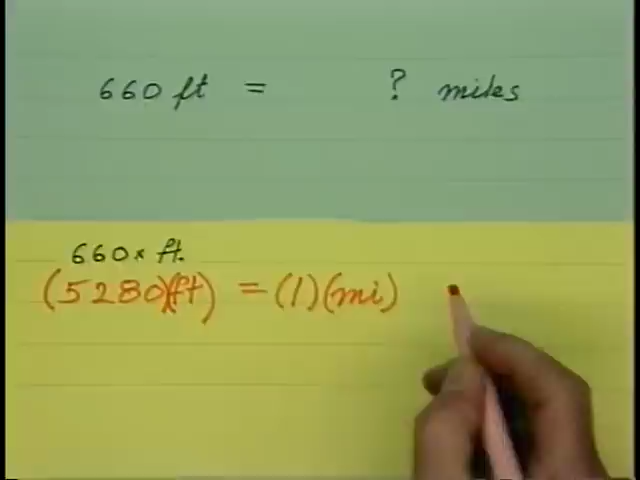 660 ft = ? miles
660 × ft.
(5280)(ft) = (1)(mi)